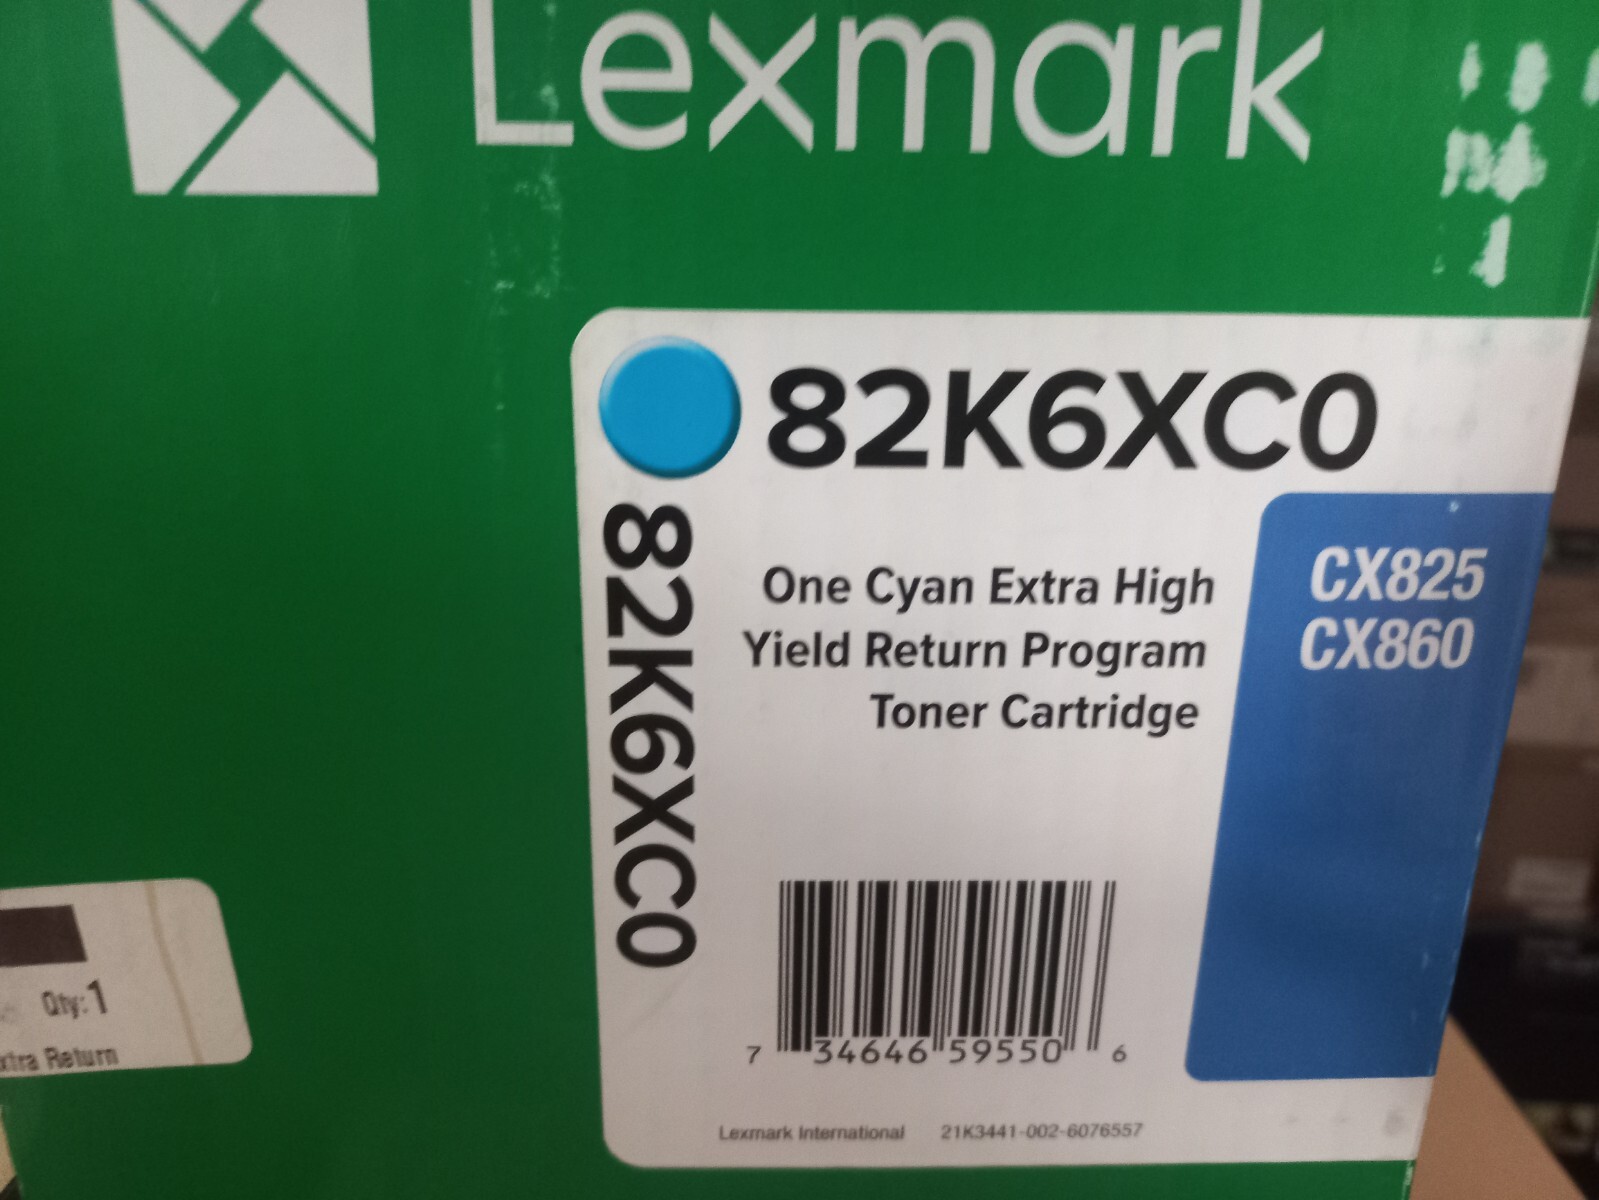 Lexmark
82K6XC0
82K6XC0
One Cyan Extra High
Yield Return Program
Toner Cartridge
CX825
CX860
7 34646 59550 6
Lexmark International 21K3441-002-6076557
Qty: 1
Return